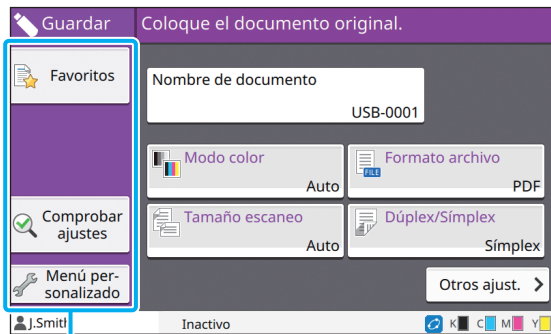 Guardar
Coloque el documento original.
Favoritos
Nombre de documento
USB-0001
Modo color
Auto
Formato archivo
FILE
PDF
Comprobar
ajustes
Tamaño escaneo
Auto
Dúplex/Símplex
Símplex
Menú per-
sonalizado
Otros ajust.
J.Smith
Inactivo
K C M Y